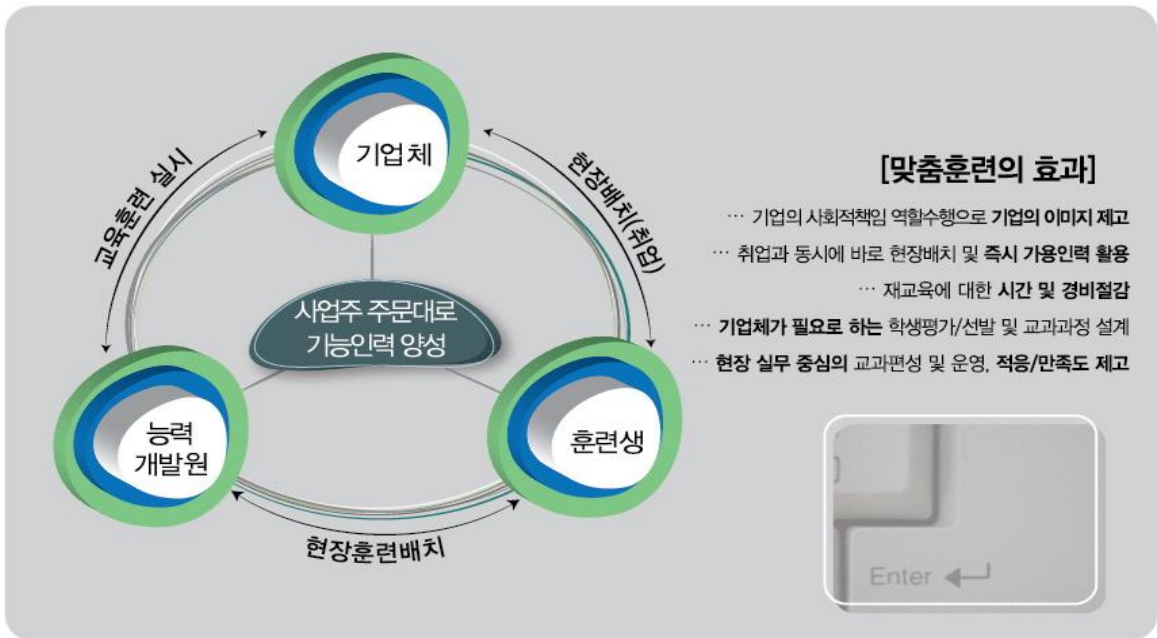 기업체
교육훈련 실시
현장배치(취업)
사업주 주문대로
기능인력 양성
능력
개발원
훈련생
현장훈련배치
[맞춤훈련의 효과]
… 기업의 사회적책임 역할수행으로 기업의 이미지 제고
… 취업과 동시에 바로 현장배치 및 즉시 가용인력 활용
… 재교육에 대한 시간 및 경비절감
… 기업체가 필요로 하는 학생평가/선발 및 교과과정 설계
… 현장 실무 중심의 교과편성 및 운영, 적응/만족도 제고
Enter